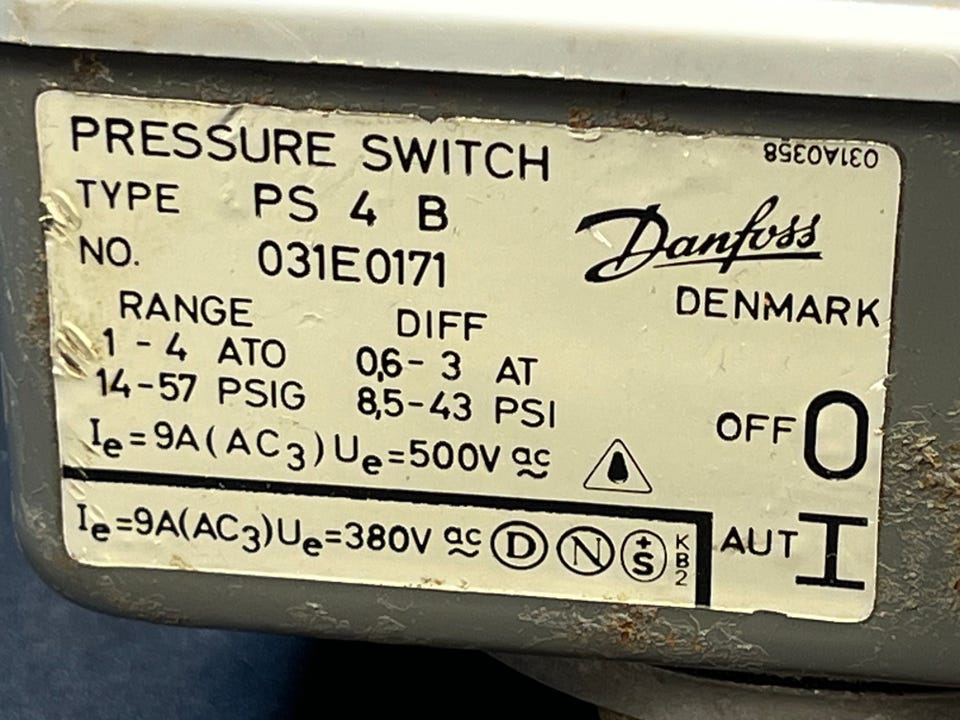 PRESSURE SWITCH
031A0358
TYPE PS 4 B
NO. 031E0171
Danfoss
DENMARK
RANGE DIFF
1 - 4 ATO 0,6 - 3 AT
14-57 PSIG 8,5-43 PSI
Ie=9A(AC3)Ue=500V ac
OFF O
Ie=9A(AC3)Ue=380V ac D N +S KB2
AUT I